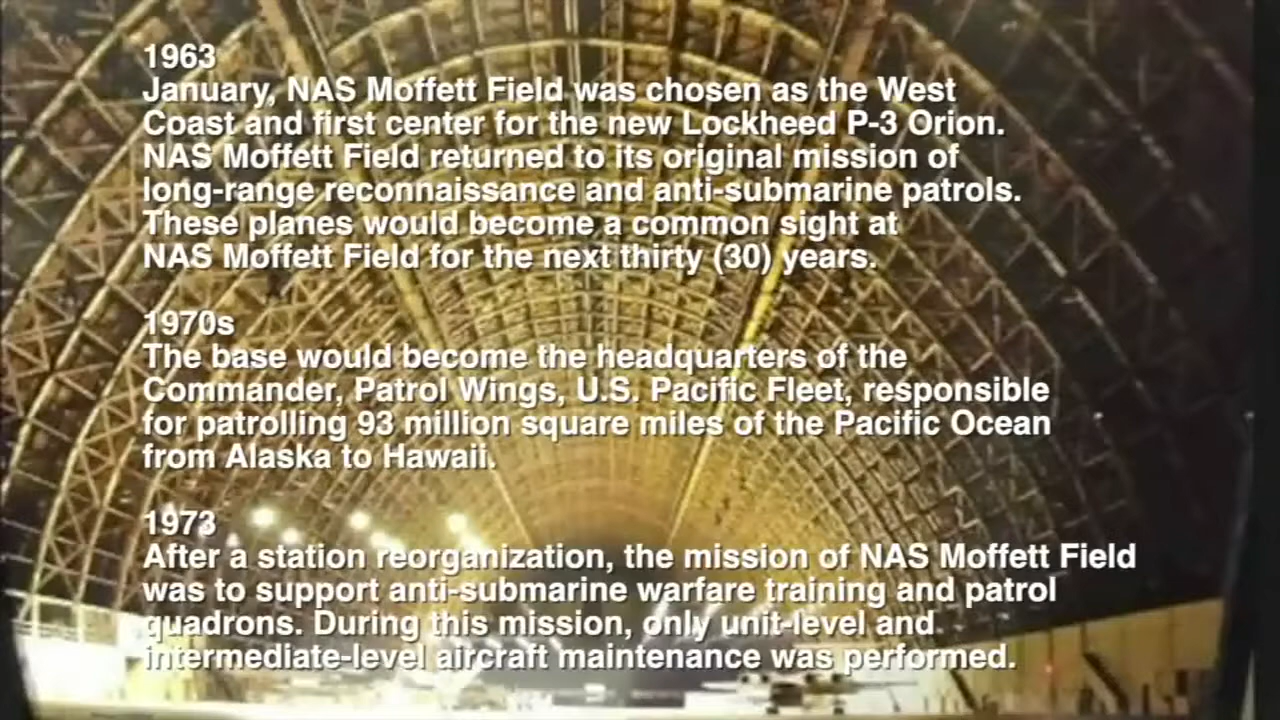 1963
January, NAS Moffett Field was chosen as the West
Coast and first center for the new Lockheed P-3 Orion.
NAS Moffett Field returned to its original mission of
long-range reconnaissance and anti-submarine patrols.
These planes would become a common sight at
NAS Moffett Field for the next thirty (30) years.
1970s
The base would become the headquarters of the
Commander, Patrol Wings, U.S. Pacific Fleet, responsible
for patrolling 93 million square miles of the Pacific Ocean
from Alaska to Hawaii.
1973
After a station reorganization, the mission of NAS Moffett Field
was to support anti-submarine warfare training and patrol
quadrons. During this mission, only unit-level and
intermediate-level aircraft maintenance was performed.